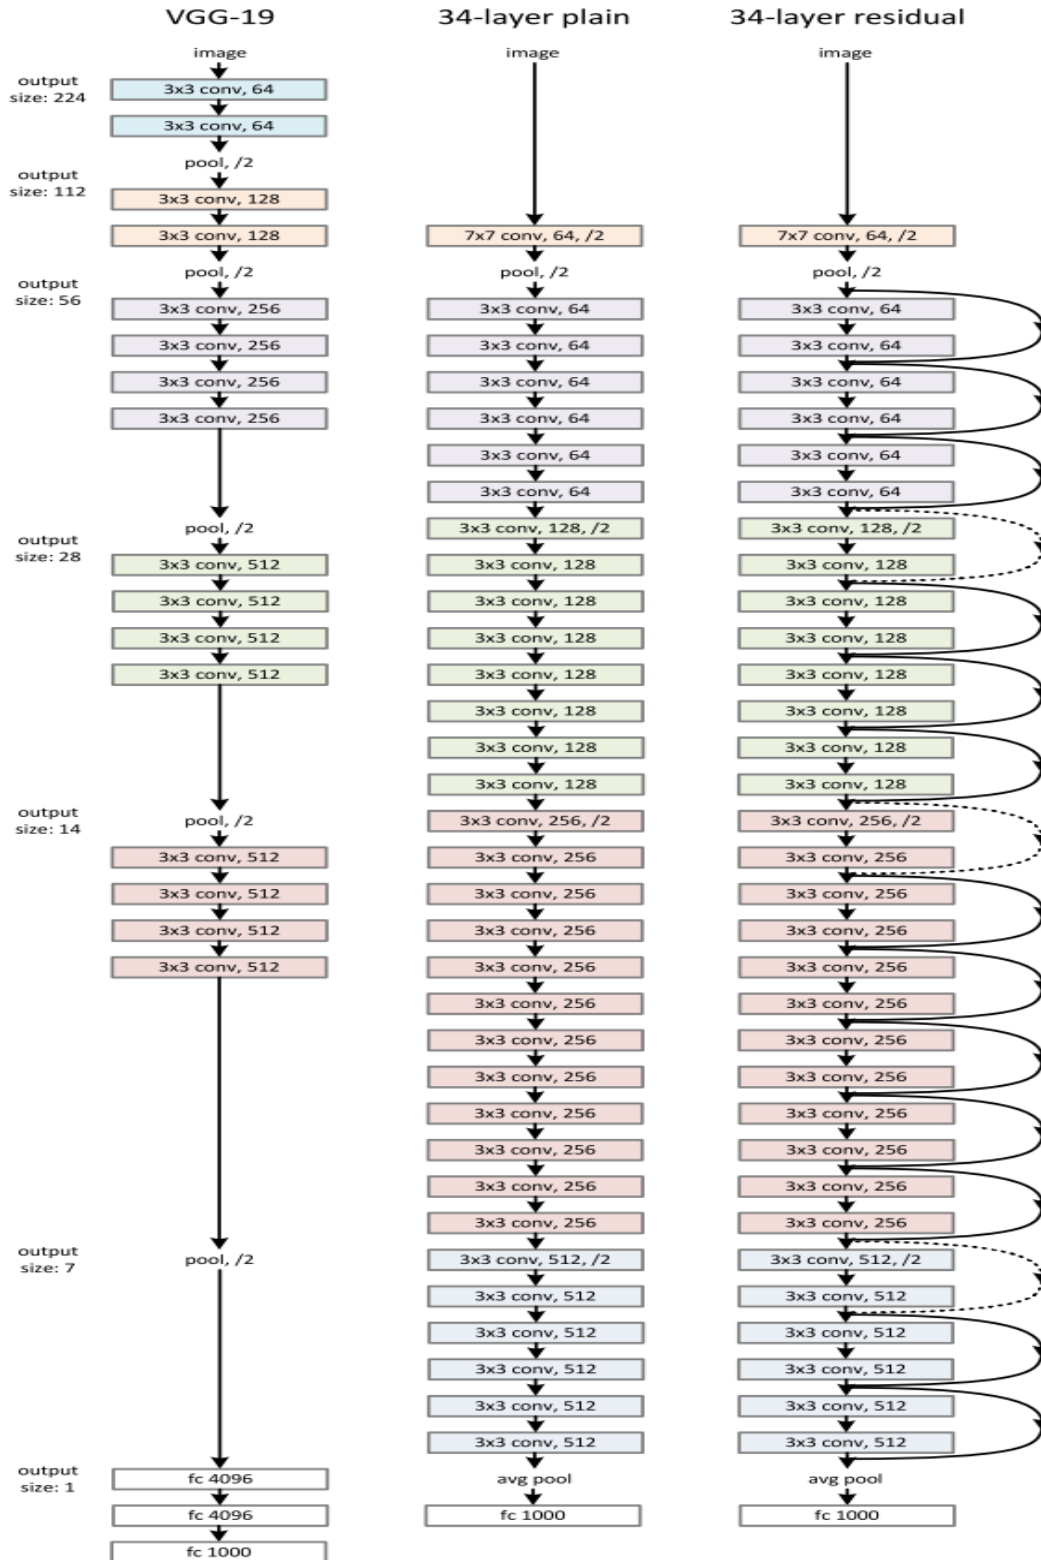 VGG-19
image
output
size: 224
3x3 conv, 64
3x3 conv, 64
pool, /2
output
size: 112
3x3 conv, 128
3x3 conv, 128
pool, /2
output
size: 56
3x3 conv, 256
3x3 conv, 256
3x3 conv, 256
3x3 conv, 256
pool, /2
output
size: 28
3x3 conv, 512
3x3 conv, 512
3x3 conv, 512
3x3 conv, 512
output
size: 14
pool, /2
3x3 conv, 512
3x3 conv, 512
3x3 conv, 512
3x3 conv, 512
output
size: 7
pool, /2
output
size: 1
fc 4096
fc 4096
fc 1000
34-layer plain
image
7x7 conv, 64, /2
pool, /2
3x3 conv, 64
3x3 conv, 64
3x3 conv, 64
3x3 conv, 64
3x3 conv, 64
3x3 conv, 64
3x3 conv, 128, /2
3x3 conv, 128
3x3 conv, 128
3x3 conv, 128
3x3 conv, 128
3x3 conv, 128
3x3 conv, 128
3x3 conv, 128
3x3 conv, 256, /2
3x3 conv, 256
3x3 conv, 256
3x3 conv, 256
3x3 conv, 256
3x3 conv, 256
3x3 conv, 256
3x3 conv, 256
3x3 conv, 256
3x3 conv, 256
3x3 conv, 256
3x3 conv, 256
3x3 conv, 512, /2
3x3 conv, 512
3x3 conv, 512
3x3 conv, 512
3x3 conv, 512
3x3 conv, 512
avg pool
fc 1000
34-layer residual
image
7x7 conv, 64, /2
pool, /2
3x3 conv, 64
3x3 conv, 64
3x3 conv, 64
3x3 conv, 64
3x3 conv, 64
3x3 conv, 64
3x3 conv, 128, /2
3x3 conv, 128
3x3 conv, 128
3x3 conv, 128
3x3 conv, 128
3x3 conv, 128
3x3 conv, 128
3x3 conv, 128
3x3 conv, 256, /2
3x3 conv, 256
3x3 conv, 256
3x3 conv, 256
3x3 conv, 256
3x3 conv, 256
3x3 conv, 256
3x3 conv, 256
3x3 conv, 256
3x3 conv, 256
3x3 conv, 256
3x3 conv, 256
3x3 conv, 512, /2
3x3 conv, 512
3x3 conv, 512
3x3 conv, 512
3x3 conv, 512
3x3 conv, 512
avg pool
fc 1000